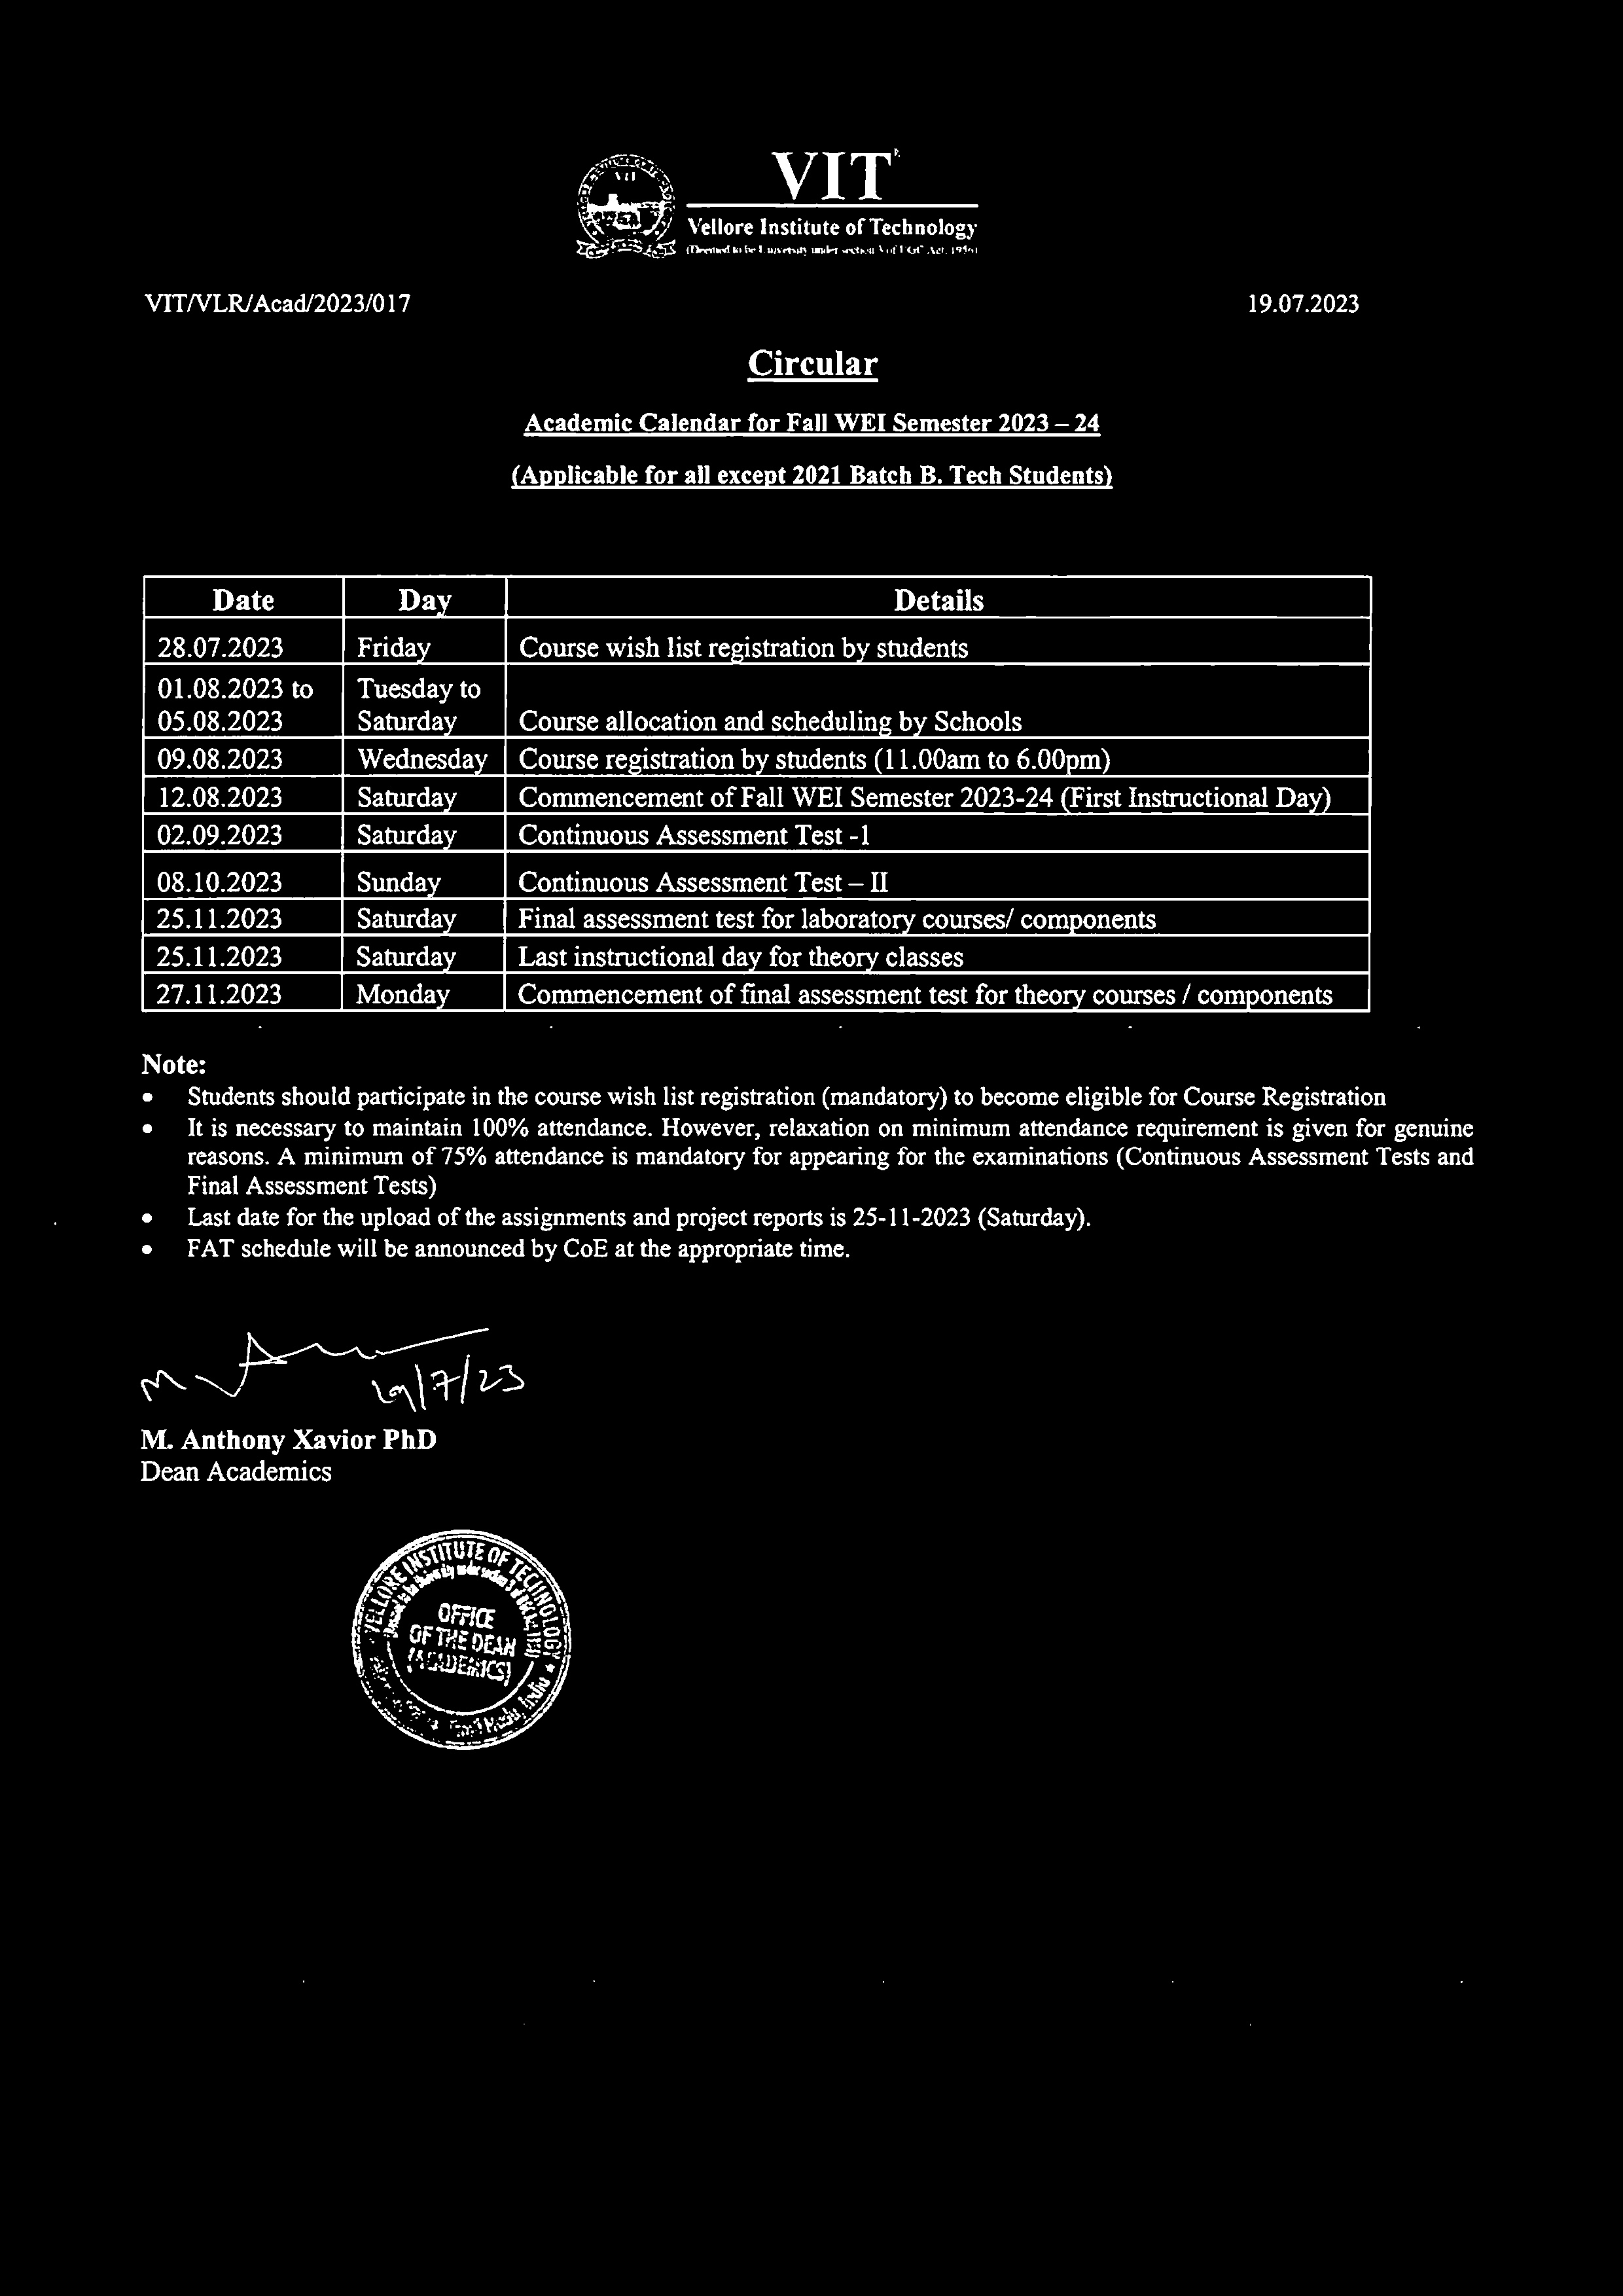 VIT
VIT
Vellore Institute of Technology
(Deemed to be University under section 3 of UGC Act, 1956)
VIT/VLR/Acad/2023/017 19.07.2023
Circular
Academic Calendar for Fall WEI Semester 2023 – 24
(Applicable for all except 2021 Batch B. Tech Students)
Date Day Details
28.07.2023 Friday Course wish list registration by students
01.08.2023 to Tuesday to
05.08.2023 Saturday Course allocation and scheduling by Schools
09.08.2023 Wednesday Course registration by students (11.00am to 6.00pm)
12.08.2023 Saturday Commencement of Fall WEI Semester 2023-24 (First Instructional Day)
02.09.2023 Saturday Continuous Assessment Test -1
08.10.2023 Sunday Continuous Assessment Test – II
25.11.2023 Saturday Final assessment test for laboratory courses/ components
25.11.2023 Saturday Last instructional day for theory classes
27.11.2023 Monday Commencement of final assessment test for theory courses / components
Note:
• Students should participate in the course wish list registration (mandatory) to become eligible for Course Registration
• It is necessary to maintain 100% attendance. However, relaxation on minimum attendance requirement is given for genuine
reasons. A minimum of 75% attendance is mandatory for appearing for the examinations (Continuous Assessment Tests and
Final Assessment Tests)
• Last date for the upload of the assignments and project reports is 25-11-2023 (Saturday).
• FAT schedule will be announced by CoE at the appropriate time.
19/7/23
M. Anthony Xavior PhD
Dean Academics
VELLORE INSTITUTE OF TECHNOLOGY
OFFICE
OF THE DEAN
(ACADEMICS)